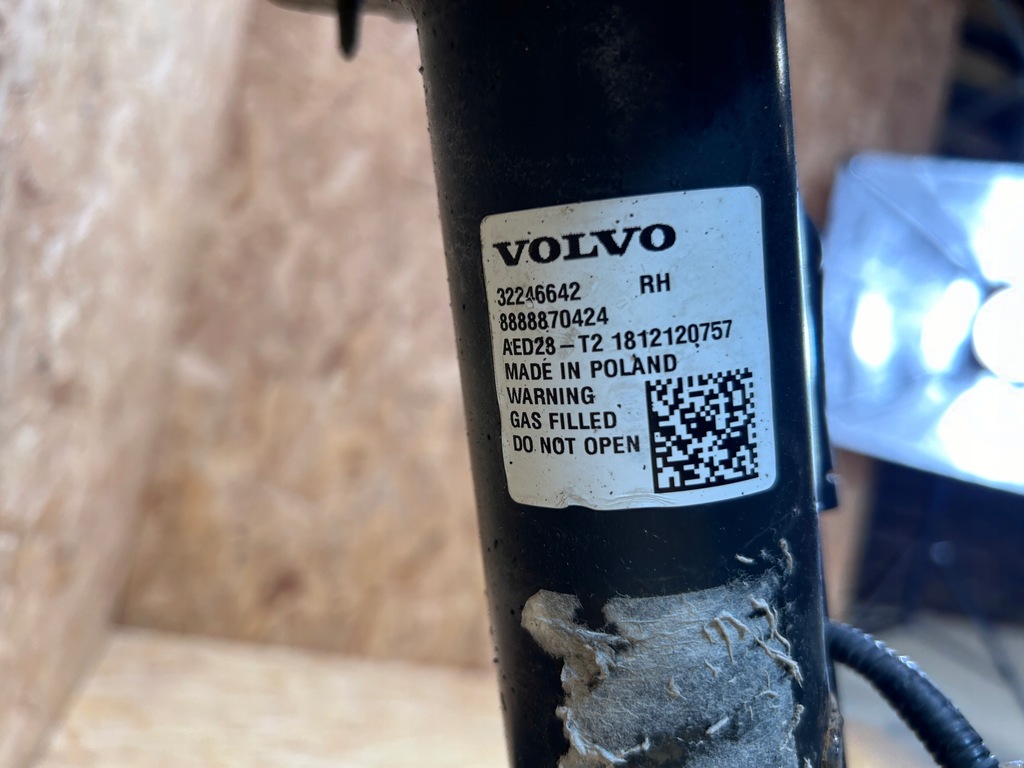 VOLVO
32246642 RH
8888870424
AED28-T2 1812120757
MADE IN POLAND
WARNING
GAS FILLED
DO NOT OPEN